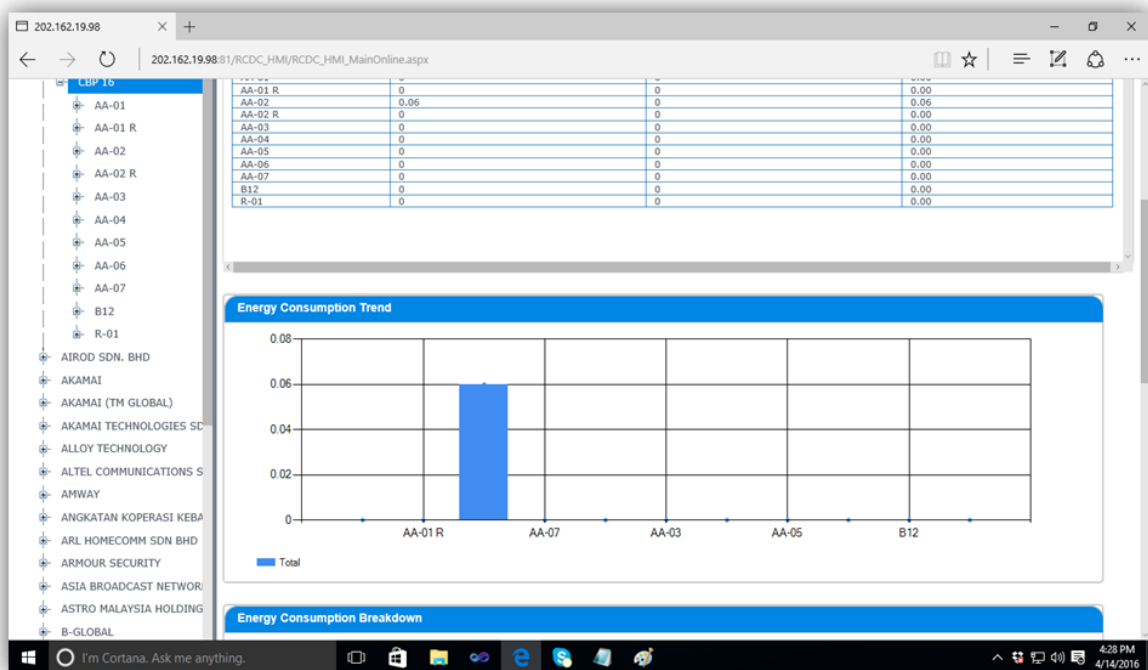 202.162.19.98
202.162.19.98:81/RCDC_HMI/RCDC_HMI_MainOnline.aspx
CBP 16
AA-01
AA-01 R
AA-02
AA-02 R
AA-03
AA-04
AA-05
AA-06
AA-07
B12
R-01
AIROD SDN. BHD
AKAMAI
AKAMAI (TM GLOBAL)
AKAMAI TECHNOLOGIES SD
ALLOY TECHNOLOGY
ALTEL COMMUNICATIONS S
AMWAY
ANGKATAN KOPERASI KEBA
ARL HOMECOMM SDN BHD
ARMOUR SECURITY
ASIA BROADCAST NETWOR
ASTRO MALAYSIA HOLDING
B-GLOBAL
AA-01 R 0 0 0.00
AA-02 0.06 0 0.06
AA-02 R 0 0 0.00
AA-03 0 0 0.00
AA-04 0 0 0.00
AA-05 0 0 0.00
AA-06 0 0 0.00
AA-07 0 0 0.00
B12 0 0 0.00
R-01 0 0 0.00
Energy Consumption Trend
0.08
0.06
0.04
0.02
0
AA-01 R AA-07 AA-03 AA-05 B12
Total
Energy Consumption Breakdown
I'm Cortana. Ask me anything.
4:28 PM
4/14/2016